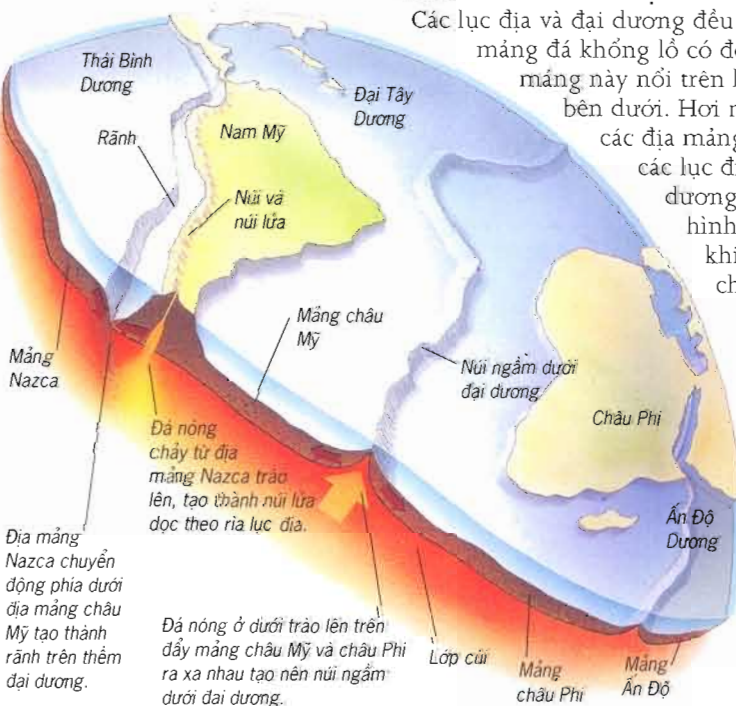 Các lục địa và đại dương đều
mảng đá khổng lồ có
mảng này nổi trên
bên dưới. Hơi
các địa mảng
các lục
dương
hình
khi
Thái Bình
Dương
Rãnh
Nam Mỹ
Đại Tây
Dương
Núi và
núi lửa
Mảng
Nazca
Mảng châu
Mỹ
Núi ngầm dưới
đại dương
Châu Phi
Ấn Độ
Dương
Đá nóng
chảy từ địa
mảng Nazca trào
lên, tạo thành núi lửa
dọc theo rìa lục địa.
Địa mảng
Nazca chuyển
động phía dưới
địa mảng châu
Mỹ tạo thành
rãnh trên thềm
đại dương.
Đá nóng ở dưới trào lên trên
đẩy mảng châu Mỹ và châu Phi
ra xa nhau tạo nên núi ngầm
dưới đại dương.
Lớp củi
Mảng
châu Phi
Mảng
Ấn Độ